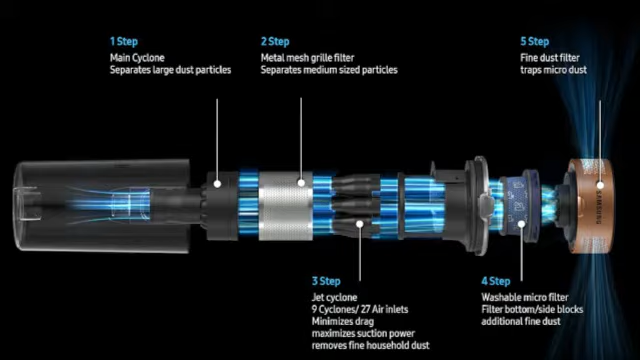 1 Step
Main Cyclone
Separates large dust particles
2 Step
Metal mesh grille filter
Separates medium sized particles
5 Step
Fine dust filter
traps micro dust
SAMSUNG
3 Step
Jet cyclone
9 Cyclones/ 27 Air inlets
Minimizes drag
maximizes suction power
removes fine household dust
4 Step
Washable micro filter
Filter bottom/side blocks
additional fine dust